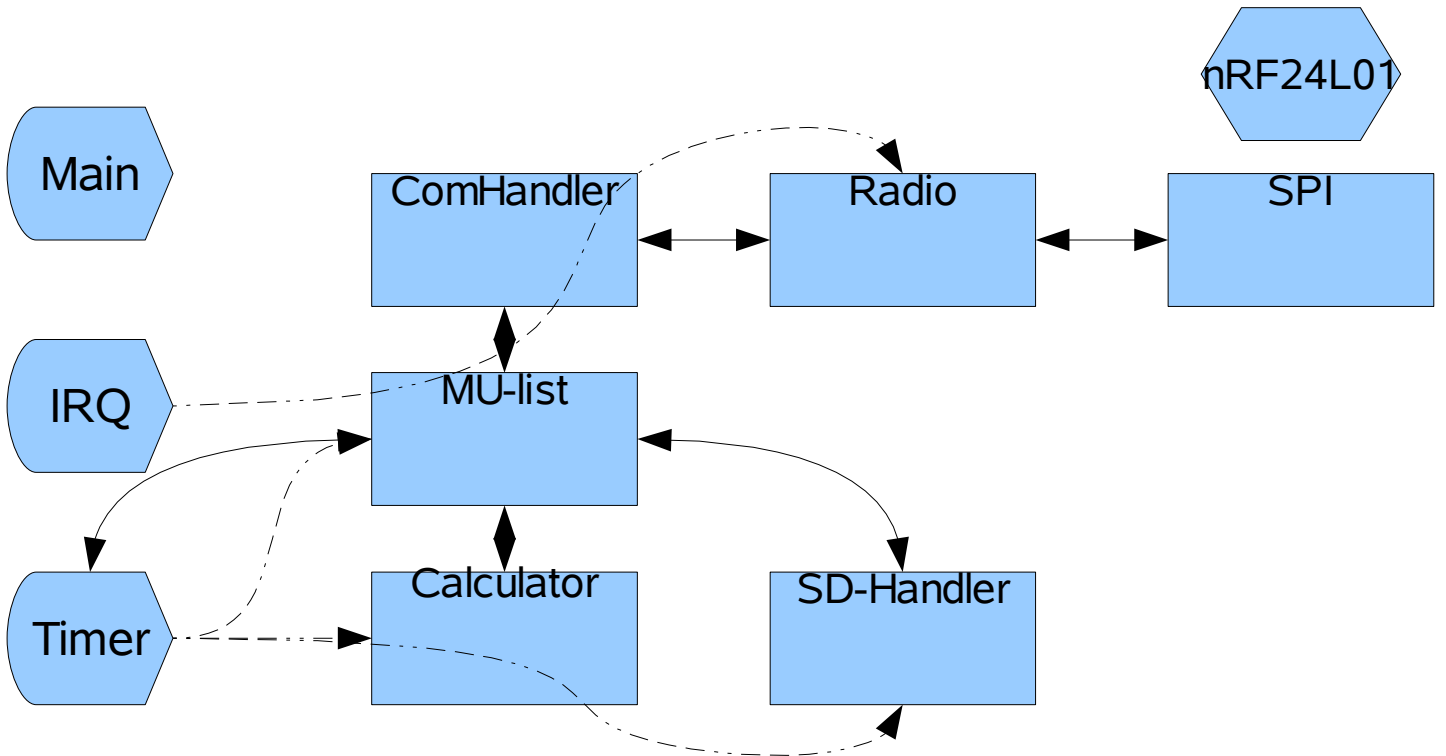 nRF24L01
Main
ComHandler
Radio
SPI
IRQ
MU-list
Timer
Calculator
SD-Handler